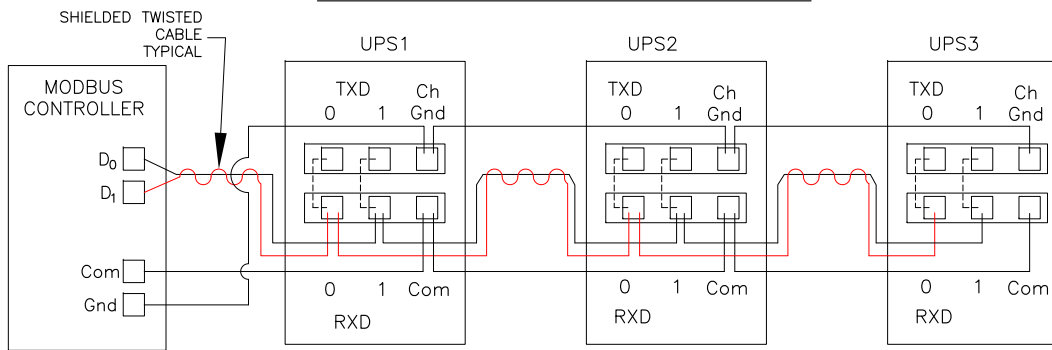 SHIELDED TWISTED
CABLE
TYPICAL
MODBUS
CONTROLLER
D0
D1
Com
Gnd
UPS1
TXD
Ch
0 1 Gnd
0 1 Com
RXD
UPS2
TXD
Ch
0 1 Gnd
0 1 Com
RXD
UPS3
TXD
Ch
0 1 Gnd
0 1 Com
RXD